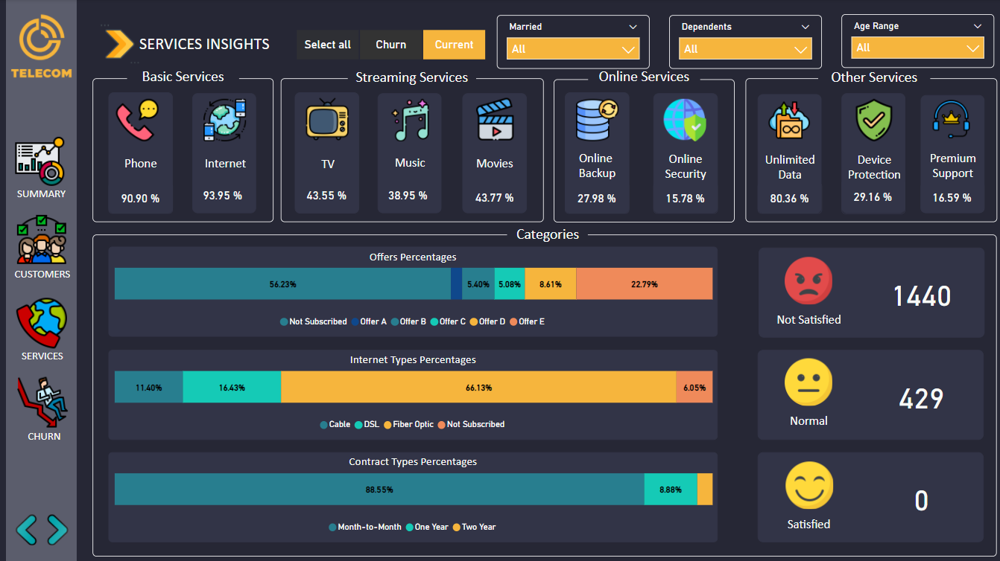 TELECOM
SUMMARY
CUSTOMERS
SERVICES
CHURN
SERVICES INSIGHTS
Select all
Churn
Current
Married
All
Dependents
All
Age Range
All
Basic Services
Phone
90.90 %
Internet
93.95 %
Streaming Services
TV
43.55 %
Music
38.95 %
Movies
43.77 %
Online Services
Online
Backup
27.98 %
Online
Security
15.78 %
Other Services
Unlimited
Data
80.36 %
Device
Protection
29.16 %
Premium
Support
16.59 %
Categories
Offers Percentages
56.23%
5.40%
5.08%
8.61%
22.79%
Not Subscribed
Offer A
Offer B
Offer C
Offer D
Offer E
Internet Types Percentages
11.40%
16.43%
66.13%
6.05%
Cable
DSL
Fiber Optic
Not Subscribed
Contract Types Percentages
88.55%
8.88%
Month-to-Month
One Year
Two Year
Not Satisfied
1440
Normal
429
Satisfied
0